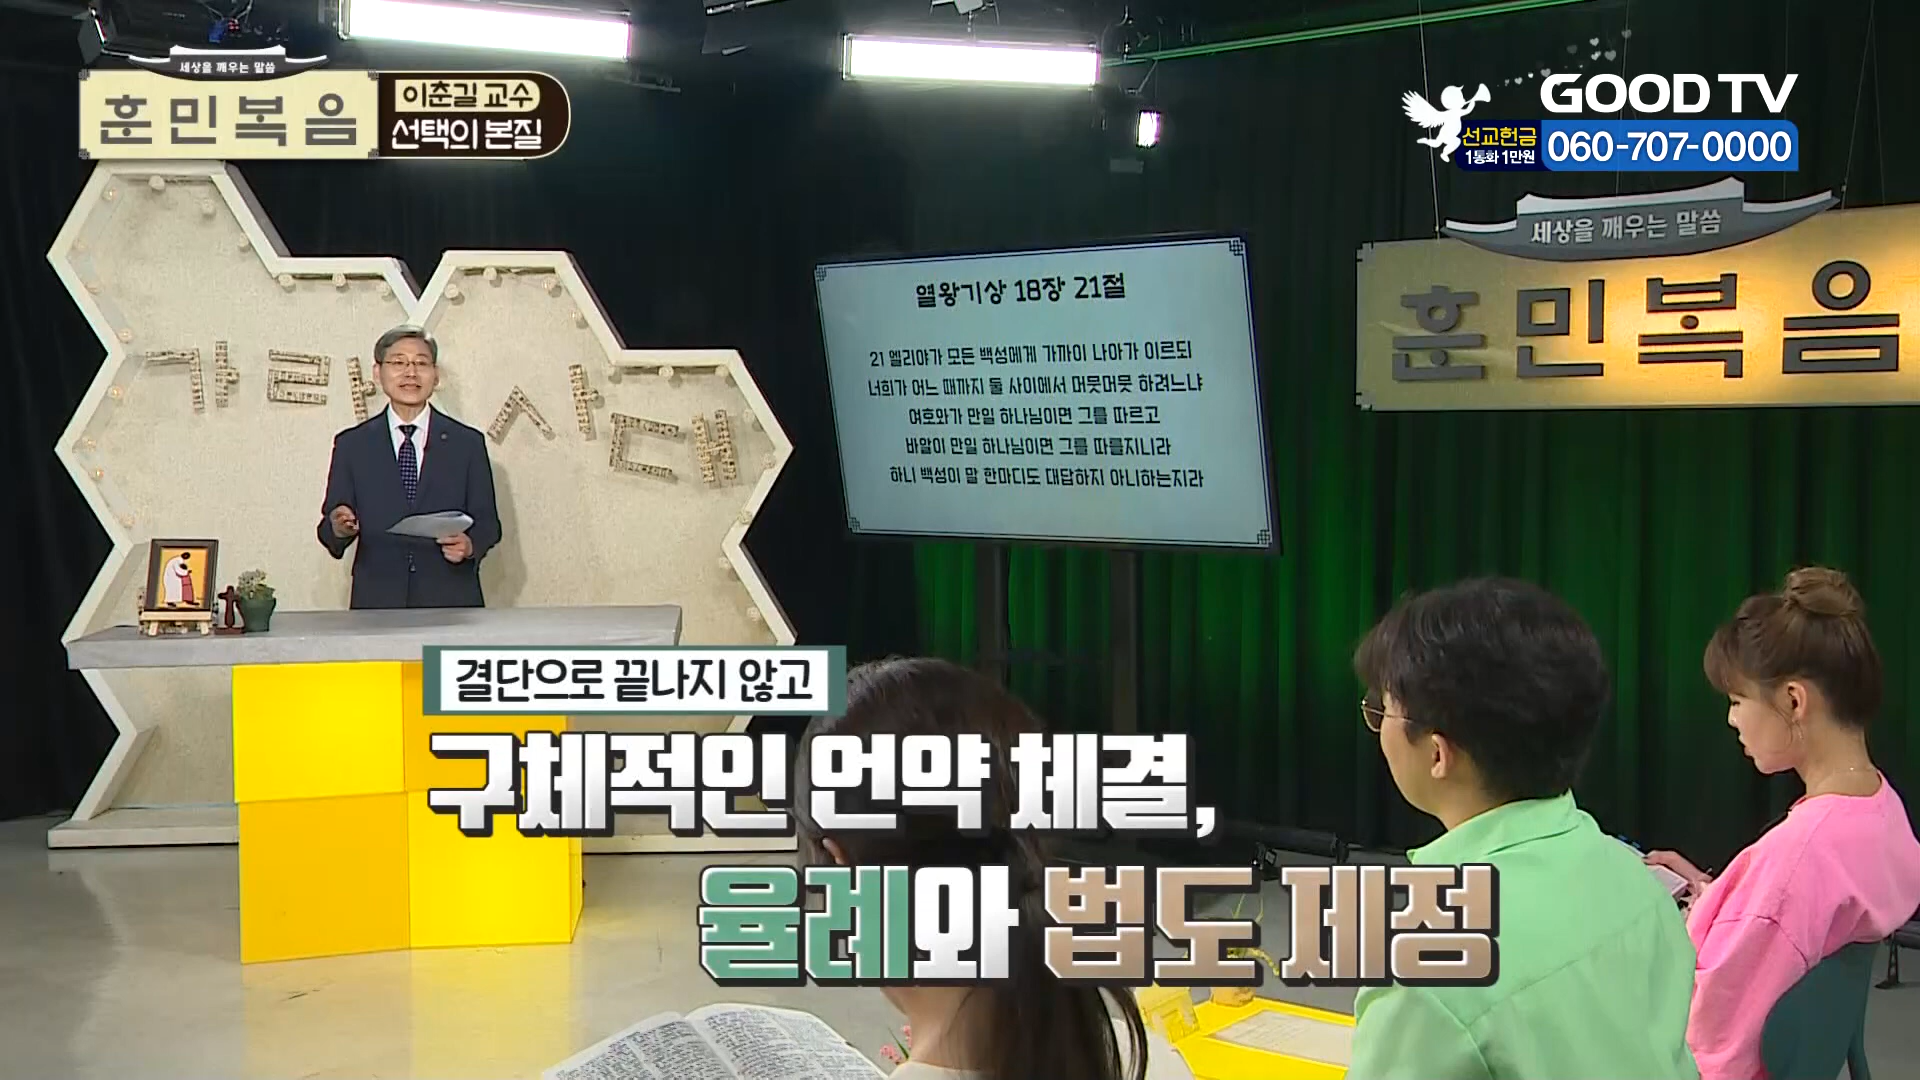 세상을 깨우는 말씀
훈민복음
이춘길 교수
선택의 본질
GOODTV
선교헌금
1통화 1만원
060-707-0000
세상을 깨우는 말씀
훈민복음
가라사대
열왕기상 18장 21절
21 엘리야가 모든 백성에게 가까이 나아가 이르되
너희가 어느 때까지 둘 사이에서 머뭇머뭇 하려느냐
여호와가 만일 하나님이면 그를 따르고
바알이 만일 하나님이면 그를 따를지니라
하니 백성이 말 한마디도 대답하지 아니하는지라
결단으로 끝나지 않고
구체적인 언약 체결,
율례와 법도 제정